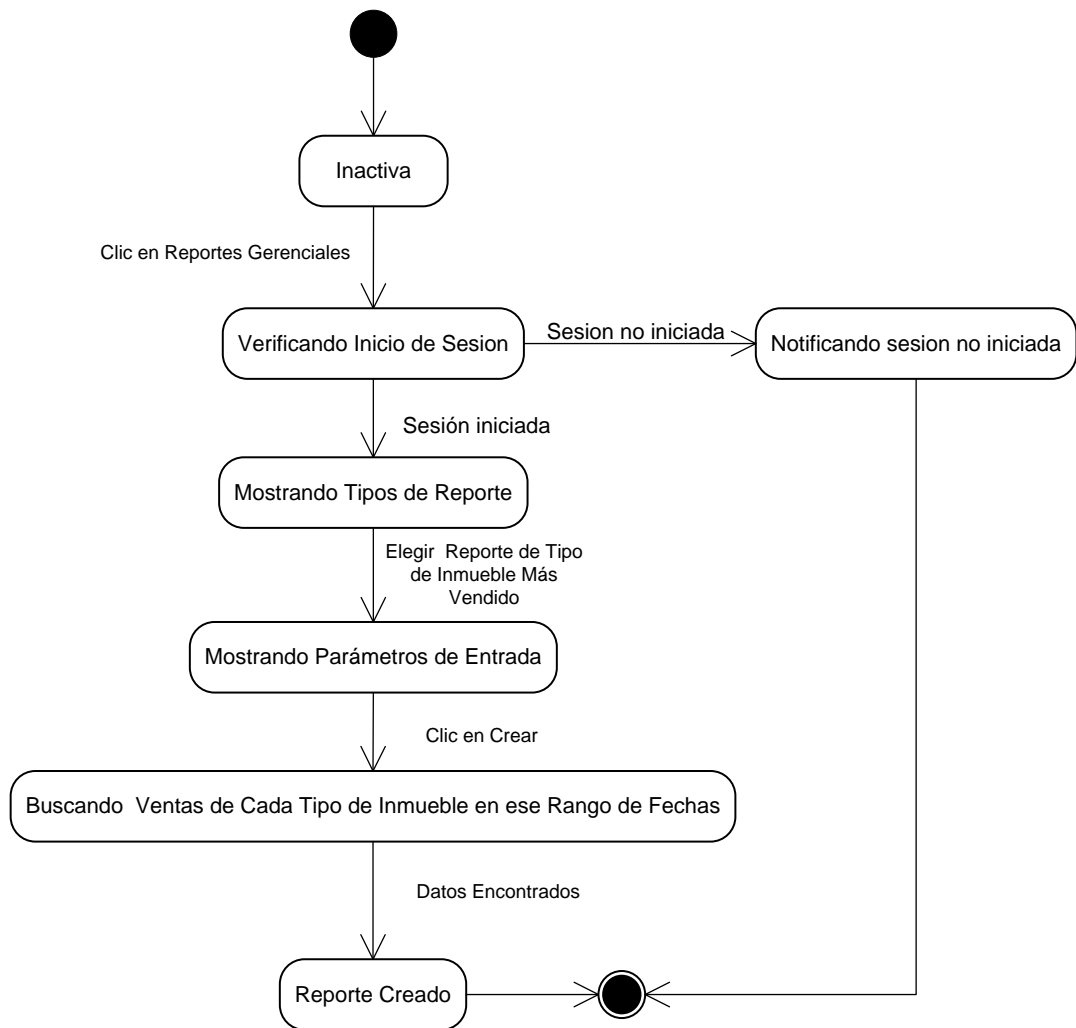 Inactiva
Clic en Reportes Gerenciales
Verificando Inicio de Sesion
Sesion no iniciada
Notificando sesion no iniciada
Sesión iniciada
Mostrando Tipos de Reporte
Elegir  Reporte de Tipo
de Inmueble Más
Vendido
Mostrando Parámetros de Entrada
Clic en Crear
Buscando  Ventas de Cada Tipo de Inmueble en ese Rango de Fechas
Datos Encontrados
Reporte Creado